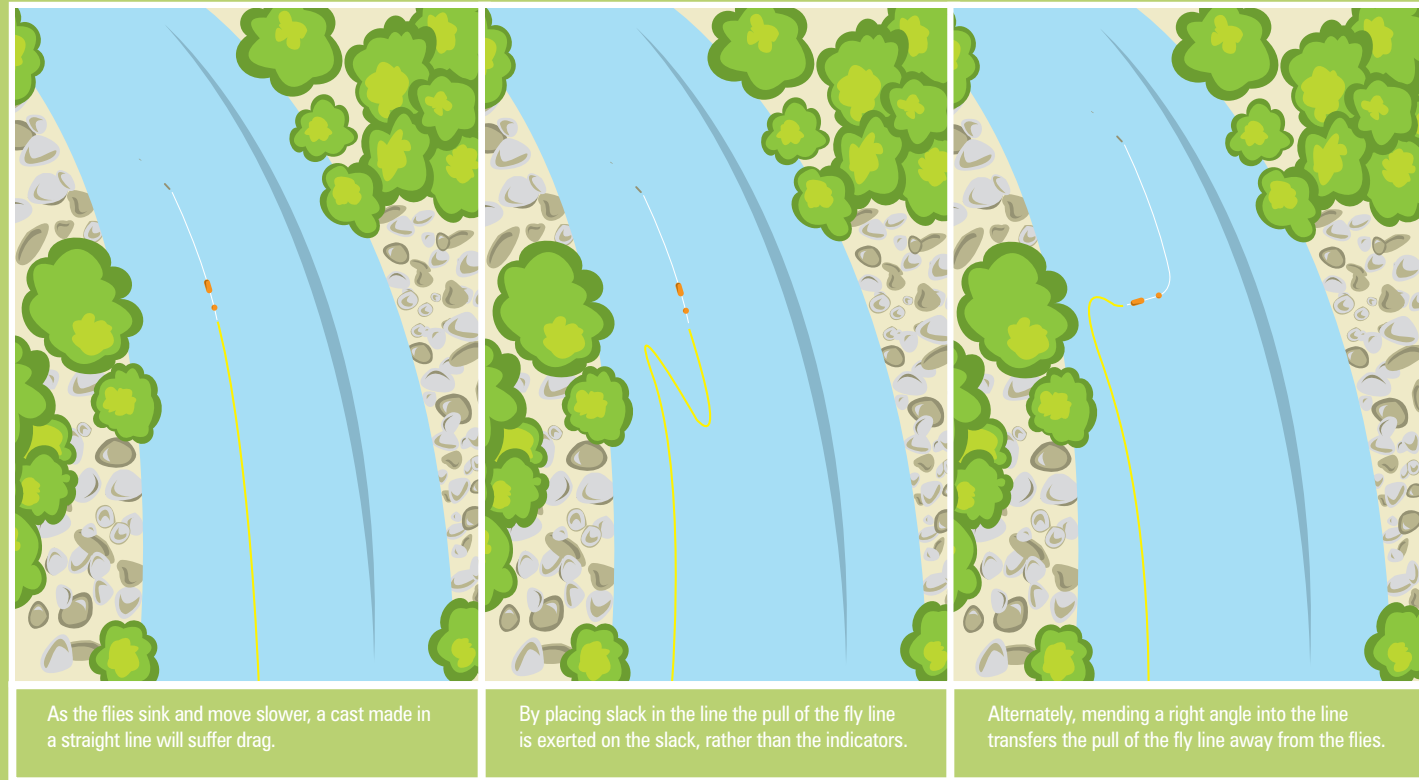 As the flies sink and move slower, a cast made in
a straight line will suffer drag.
By placing slack in the line the pull of the fly line
is exerted on the slack, rather than the indicators.
Alternately, mending a right angle into the line
transfers the pull of the fly line away from the flies.